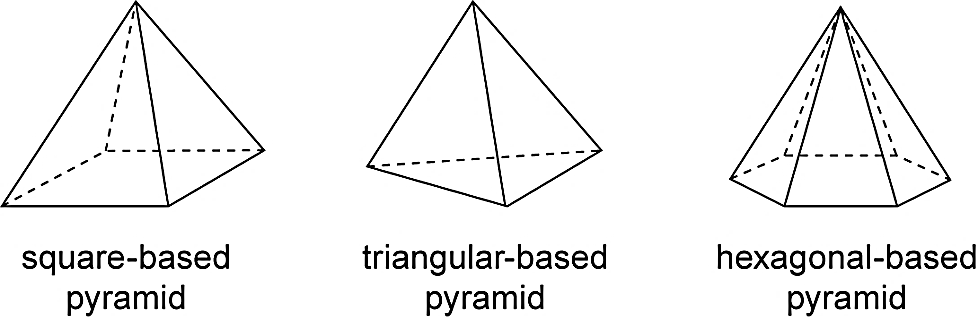 square-based
pyramid
triangular-based
pyramid
hexagonal-based
pyramid